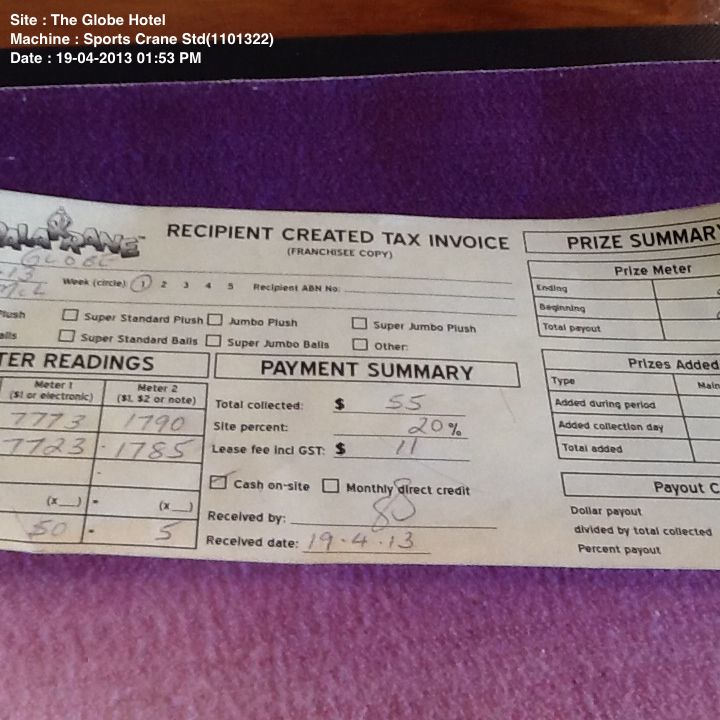 Site : The Globe Hotel
Machine : Sports Crane Std(1101322)
Date : 19-04-2013 01:53 PM
RECIPIENT CREATED TAX INVOICE
(FRANCHISEE COPY)
GLOBE
Week (circle) 1 2 3 4 5 Recipient ABN No:
Plush Super Standard Plush Jumbo Plush Super Jumbo Plush
Balls Super Standard Balls Super Jumbo Balls Other:
TER READINGS
Meter 1 Meter 2
($1 or electronic) ($1, $2 or note)
7773 1790
7723 - 1785
(x__) = (x__)
50 - 5
PAYMENT SUMMARY
Total collected: $ 55
Site percent: 20%
Lease fee incl GST: $ 11
Cash on-site Monthly direct credit
Received by:
Received date: 19.4.13
PRIZE SUMMARY
Prize Meter
Ending
Beginning
Total payout
Prizes Added
Type Main
Added during period
Added collection day
Total added
Payout C
Dollar payout
divided by total collected
Percent payout